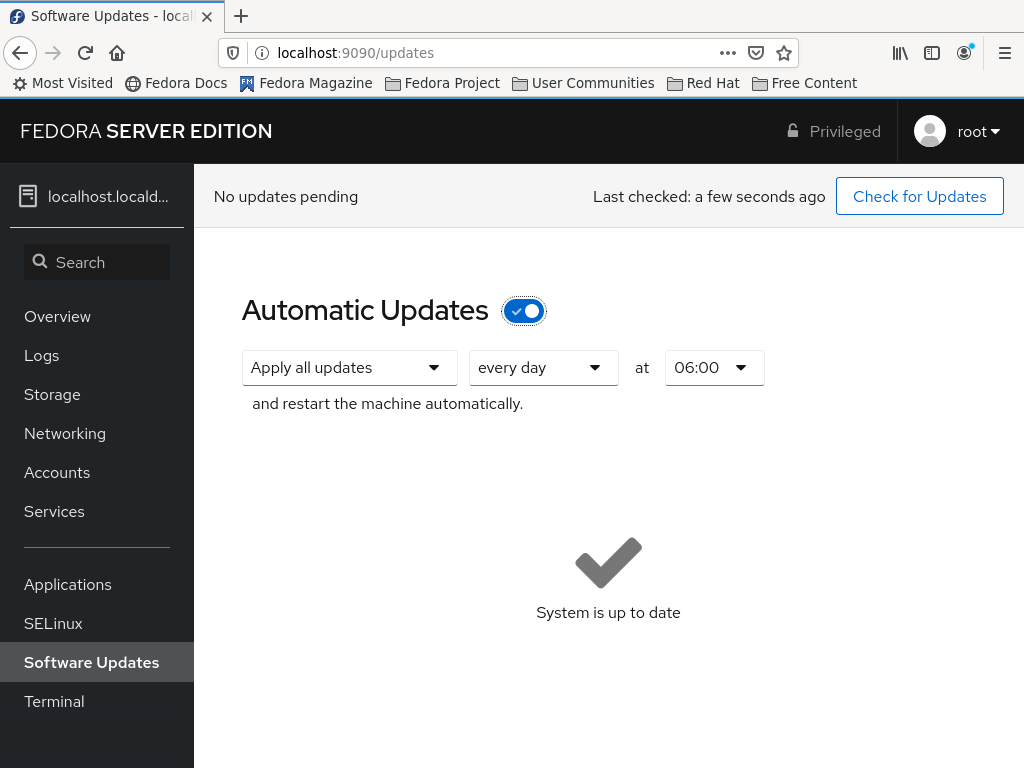 Software Updates - local
localhost:9090/updates
Most Visited
Fedora Docs
FM
Fedora Magazine
Fedora Project
User Communities
Red Hat
Free Content
FEDORA SERVER EDITION
Privileged
root
localhost.locald...
No updates pending
Last checked: a few seconds ago
Check for Updates
Search
Overview
Logs
Storage
Networking
Accounts
Services
Applications
SELinux
Software Updates
Terminal
Automatic Updates
Apply all updates
every day
at
06:00
and restart the machine automatically.
System is up to date